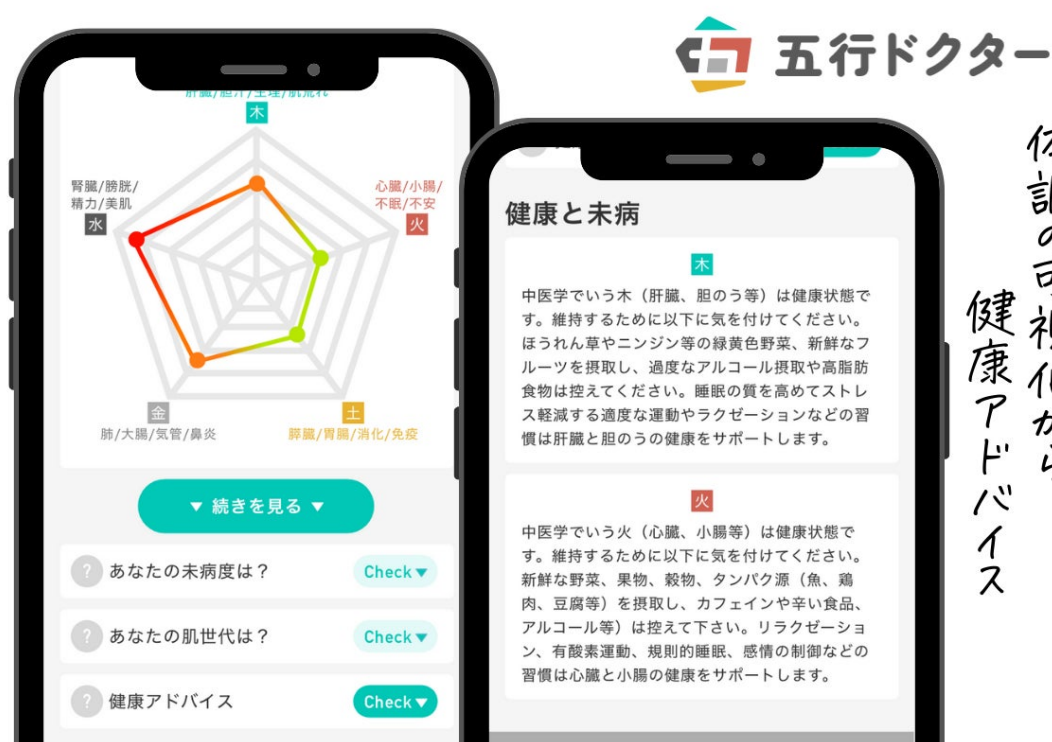 五行ドクター
体調の可視化から
健康アドバイス
肝臓/胆汁/生理/肌荒れ
木
腎臓/膀胱/
精力/美肌
水
心臓/小腸/
不眠/不安
火
金
肺/大腸/気管/鼻炎
土
膵臓/胃腸/消化/免疫
▼ 続きを見る ▼
? あなたの未病度は? Check▼
? あなたの肌世代は? Check▼
? 健康アドバイス Check▼
健康と未病
木
中医学でいう木（肝臓、胆のう等）は健康状態で
す。維持するために以下に気を付けてください。
ほうれん草やニンジン等の緑黄色野菜、新鮮なフ
ルーツを摂取し、過度なアルコール摂取や高脂肪
食物は控えてください。睡眠の質を高めてストレ
ス軽減する適度な運動やラクゼーションなどの習
慣は肝臓と胆のうの健康をサポートします。
火
中医学でいう火（心臓、小腸等）は健康状態で
す。維持するために以下に気を付けてください。
新鮮な野菜、果物、穀物、タンパク源（魚、鶏
肉、豆腐等）を摂取し、カフェインや辛い食品、
アルコール等）は控えて下さい。リラクゼーショ
ン、有酸素運動、規則的睡眠、感情の制御などの
習慣は心臓と小腸の健康をサポートします。